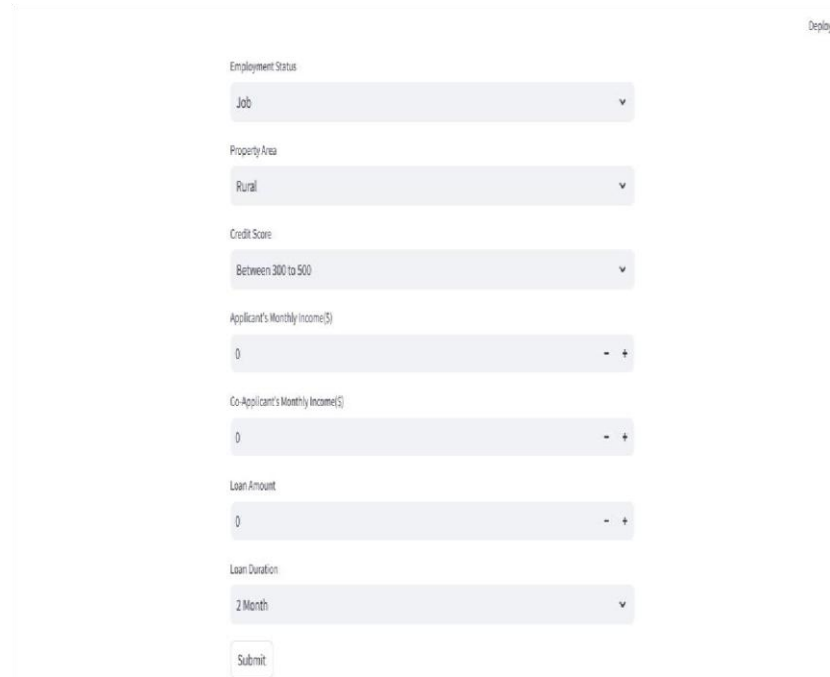 Deploy
Employment Status
Job
Property Area
Rural
Credit Score
Between 300 to 500
Applicant's Monthly Income($)
0
- +
Co-Applicant's Monthly Income($)
0
- +
Loan Amount
0
- +
Loan Duration
2 Month
Submit